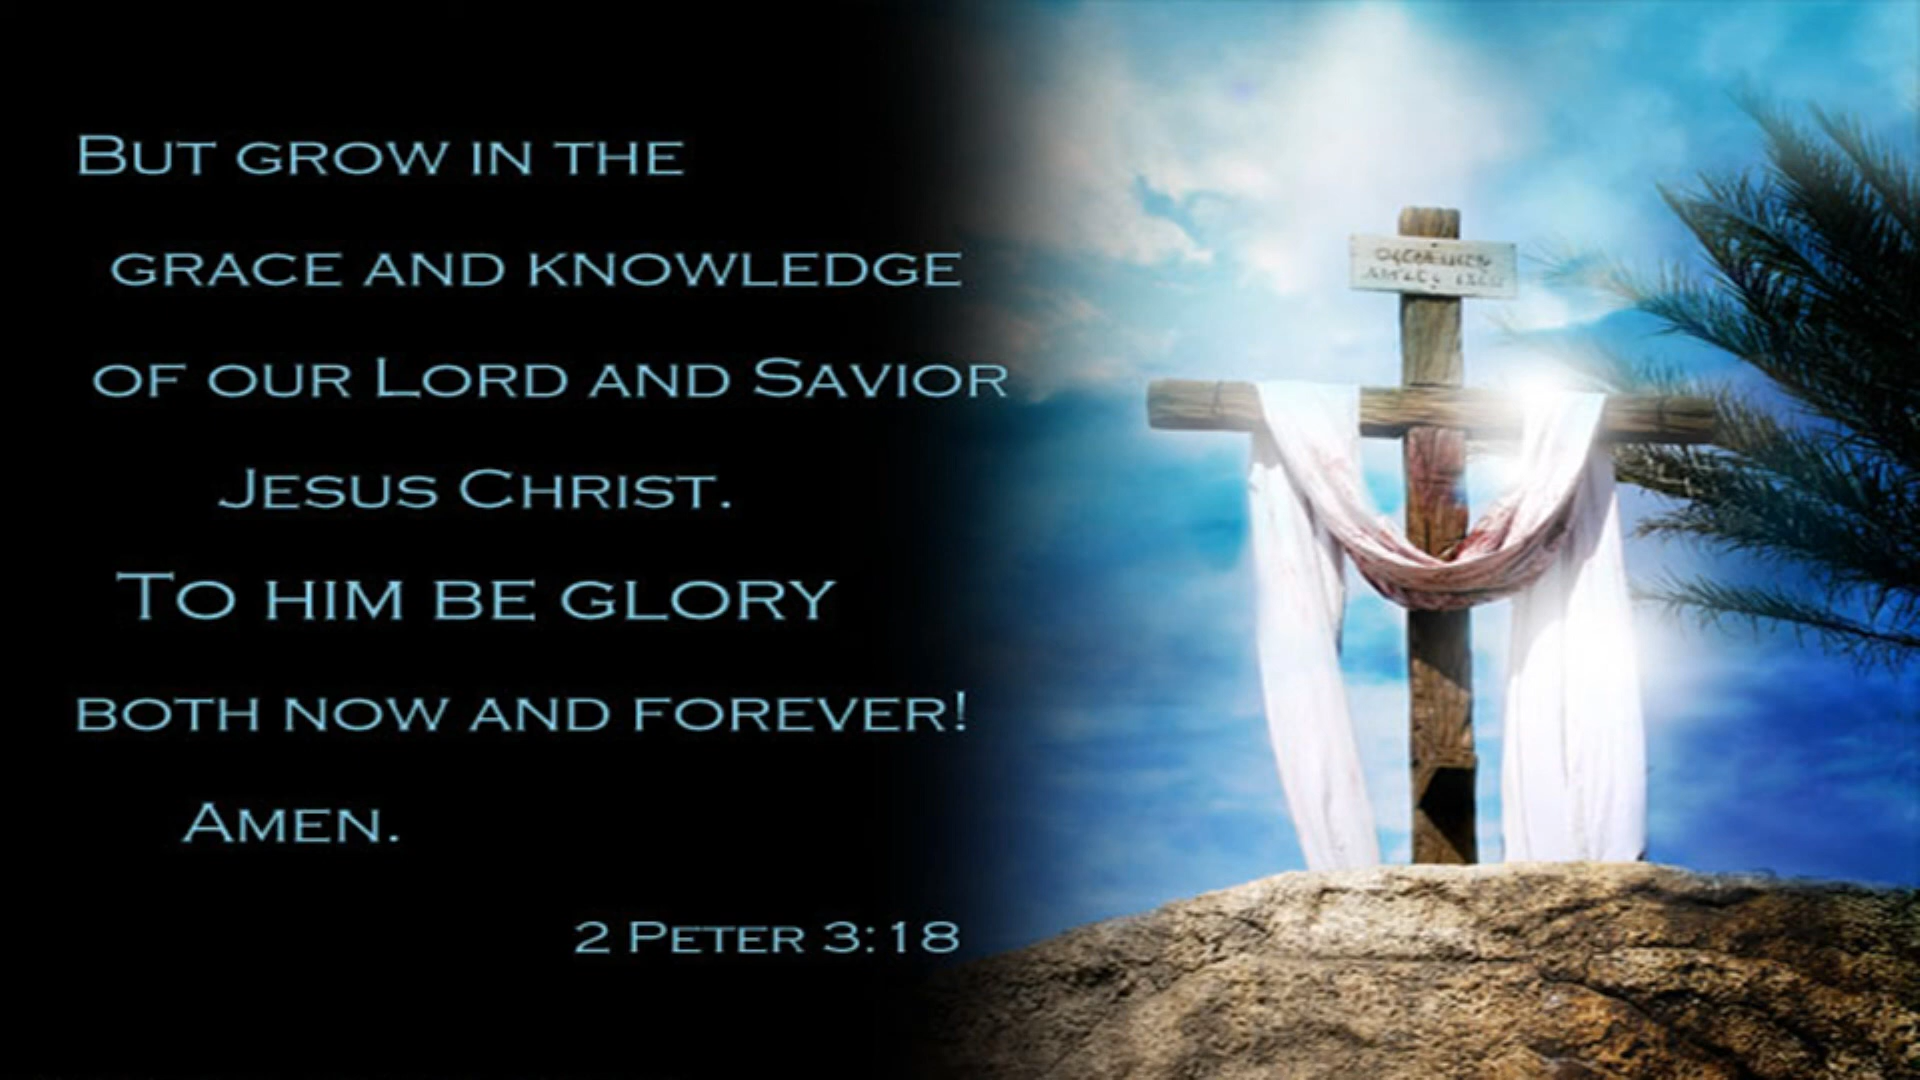 But grow in the
grace and knowledge
of our Lord and Savior
Jesus Christ.
To him be glory
both now and forever!
Amen.
2 Peter 3:18